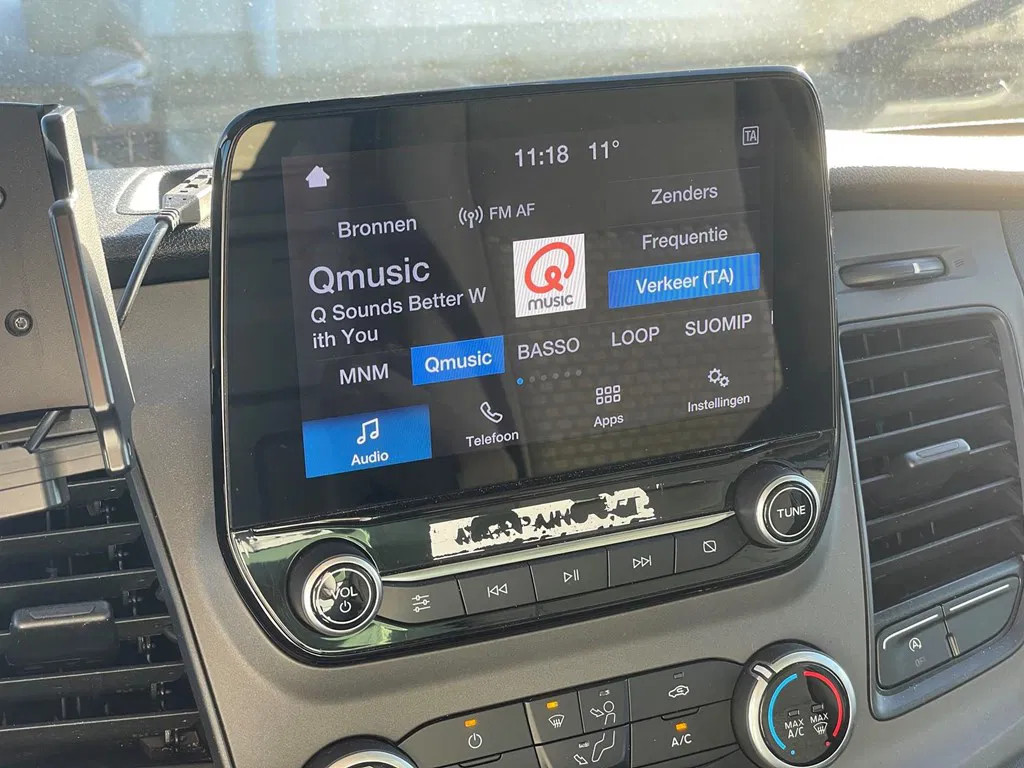 11:18 11°
TA
Bronnen
FM AF
Zenders
Qmusic
Q Sounds Better W
ith You
Q
MUSIC
Frequentie
Verkeer (TA)
MNM
Qmusic
BASSO
LOOP
SUOMIP
Audio
Telefoon
Apps
Instellingen
VOL
TUNE
A/C
MAX
A/C
MAX